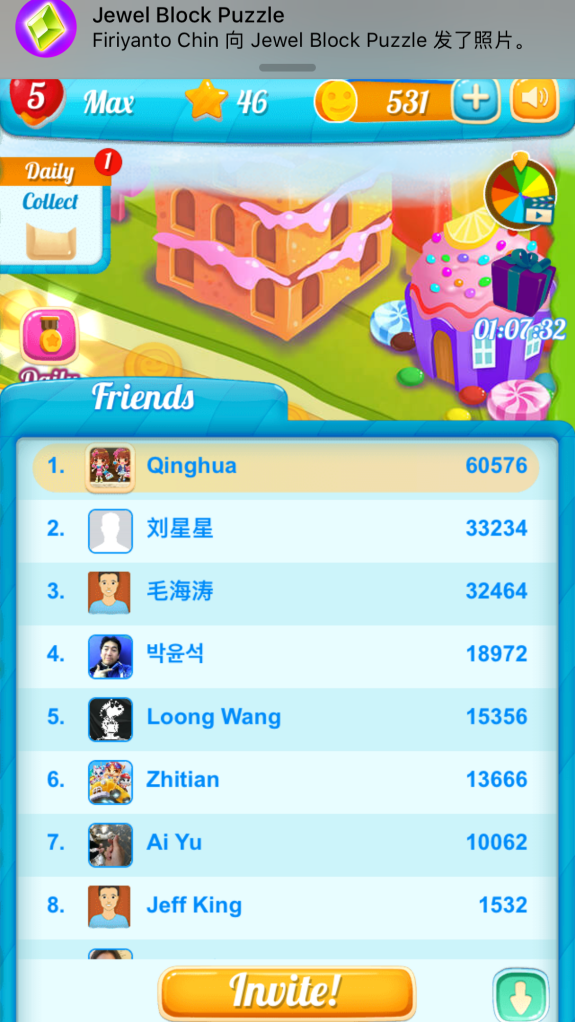 Jewel Block Puzzle
Firiyanto Chin 向 Jewel Block Puzzle 发了照片。
5 Max 46 531
Daily 1
Collect
01:07:32
Daily
Friends
1. Qinghua 60576
2. 刘星星 33234
3. 毛海涛 32464
4. 박윤석 18972
5. Loong Wang 15356
6. Zhitian 13666
7. Ai Yu 10062
8. Jeff King 1532
Invite!